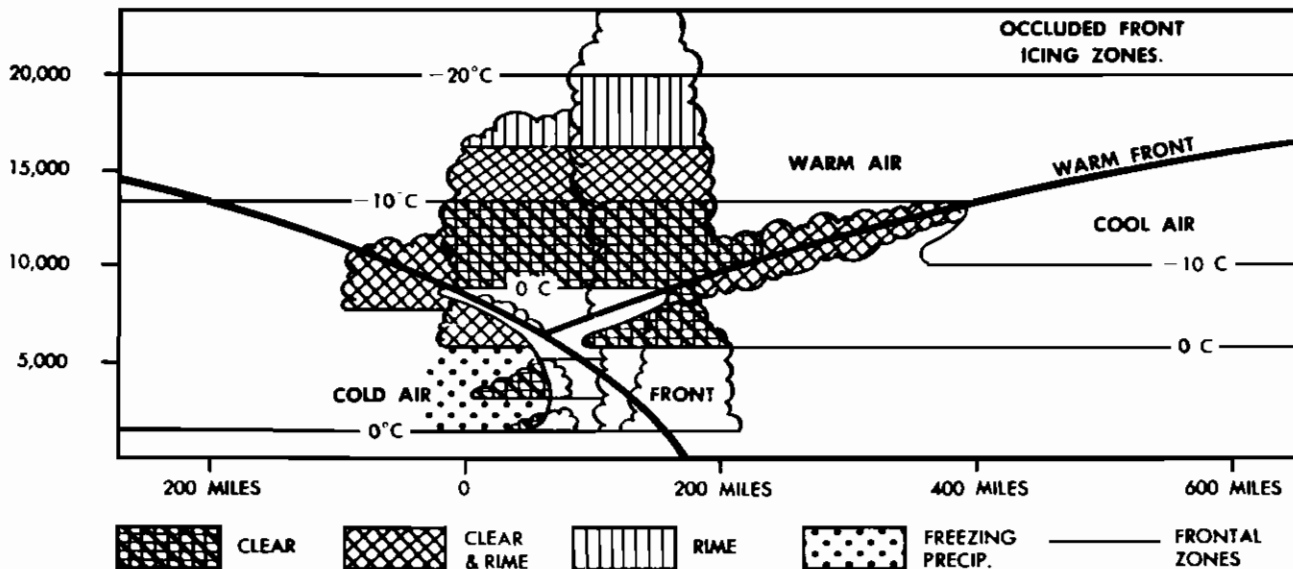 OCCLUDED FRONT
ICING ZONES.
20,000
−20°C
15,000
WARM AIR
WARM FRONT
−10°C
COOL AIR
10,000
−10 C
0 C
0 C
5,000
COLD AIR
FRONT
0°C
200 MILES
0
200 MILES
400 MILES
600 MILES
CLEAR
CLEAR
& RIME
RIME
FREEZING
PRECIP.
FRONTAL
ZONES